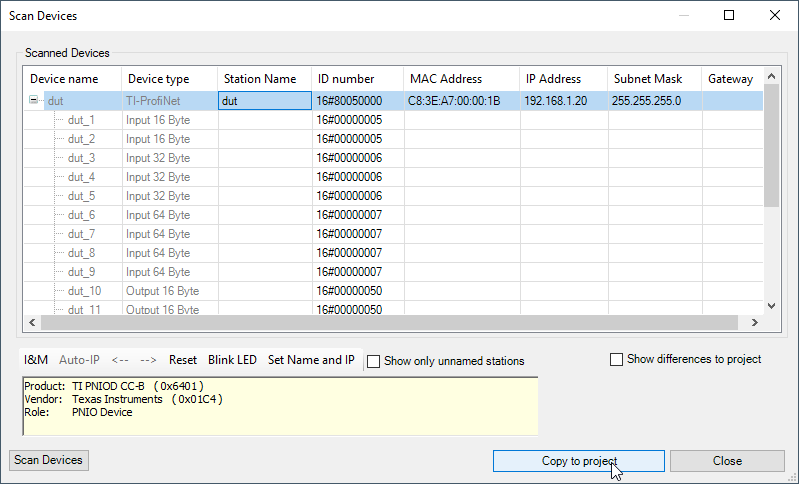 Scan Devices
Scanned Devices
Device name Device type Station Name ID number MAC Address IP Address Subnet Mask Gateway
dut TI-ProfiNet dut 16#80050000 C8:3E:A7:00:00:1B 192.168.1.20 255.255.255.0
dut_1 Input 16 Byte 16#00000005
dut_2 Input 16 Byte 16#00000005
dut_3 Input 32 Byte 16#00000006
dut_4 Input 32 Byte 16#00000006
dut_5 Input 32 Byte 16#00000006
dut_6 Input 64 Byte 16#00000007
dut_7 Input 64 Byte 16#00000007
dut_8 Input 64 Byte 16#00000007
dut_9 Input 64 Byte 16#00000007
dut_10 Output 16 Byte 16#00000050
dut_11 Output 16 Byte 16#00000050
I&M Auto-IP <-- --> Reset Blink LED Set Name and IP Show only unnamed stations Show differences to project
Product: TI PNIOD CC-B (0x6401)
Vendor: Texas Instruments (0x01C4)
Role: PNIO Device
Scan Devices Copy to project Close